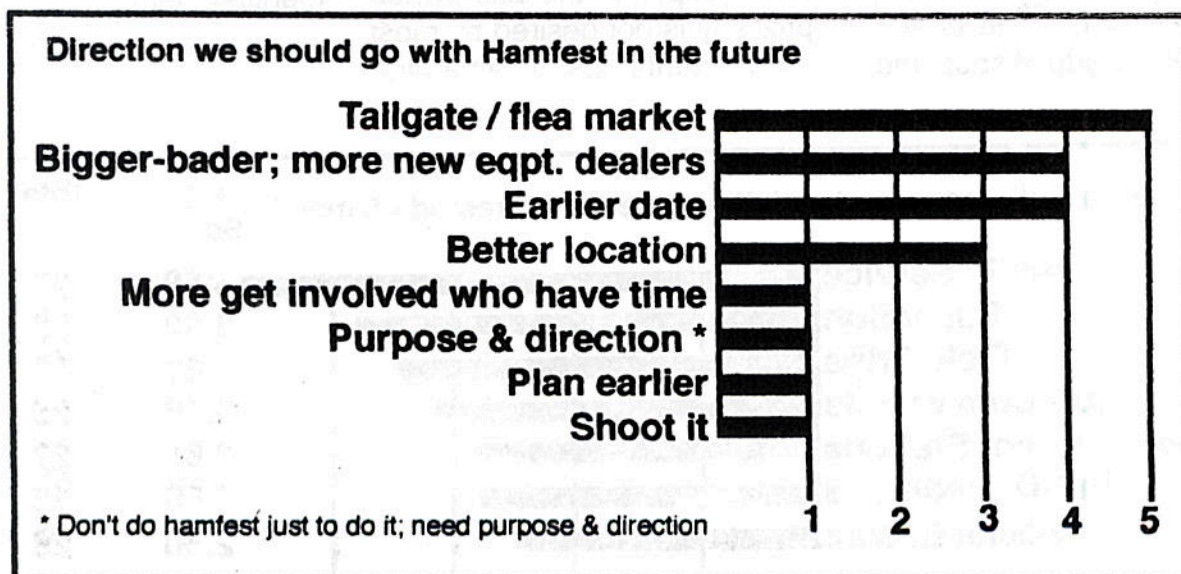 Direction we should go with Hamfest in the future
Tailgate / flea market
Bigger-bader; more new eqpt. dealers
Earlier date
Better location
More get involved who have time
Purpose & direction *
Plan earlier
Shoot it
* Don't do hamfest just to do it; need purpose & direction
1 2 3 4 5